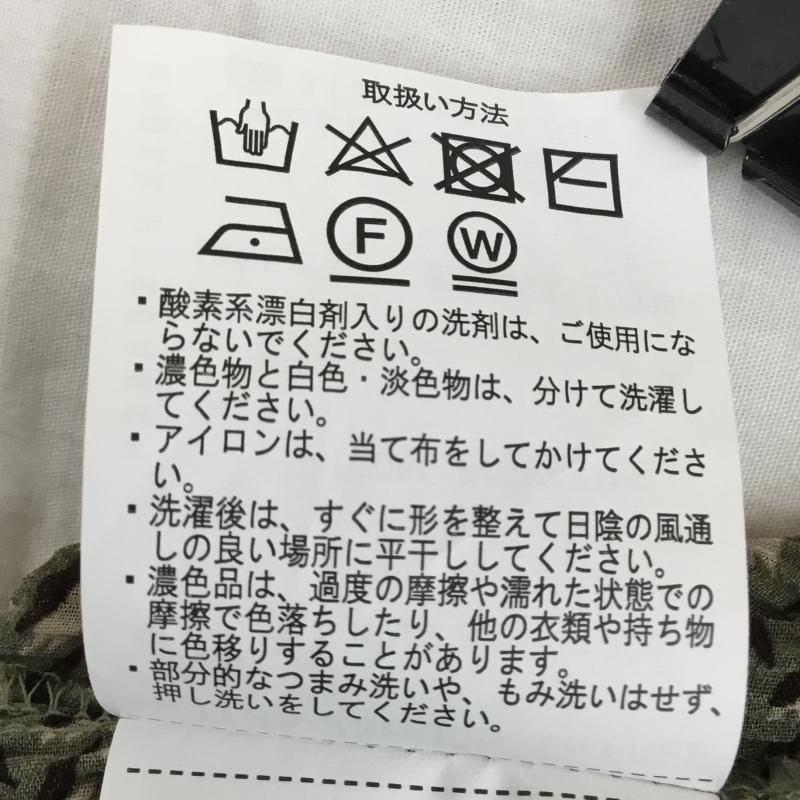 取扱い方法
F W
▪酸素系漂白剤入りの洗剤は、ご使用にな
らないでください。
▪濃色物と白色・淡色物は、分けて洗濯し
てください。
▪アイロンは、当て布をしてかけてくださ
い。
▪洗濯後は、すぐに形を整えて日陰の風通
しの良い場所に平干ししてください。
▪濃色品は、過度の摩擦や濡れた状態での
摩擦で色落ちしたり、他の衣類や持ち物
に色移りすることがあります。
▪部分的なつまみ洗いや、もみ洗いはせず、
押し洗いをしてください。